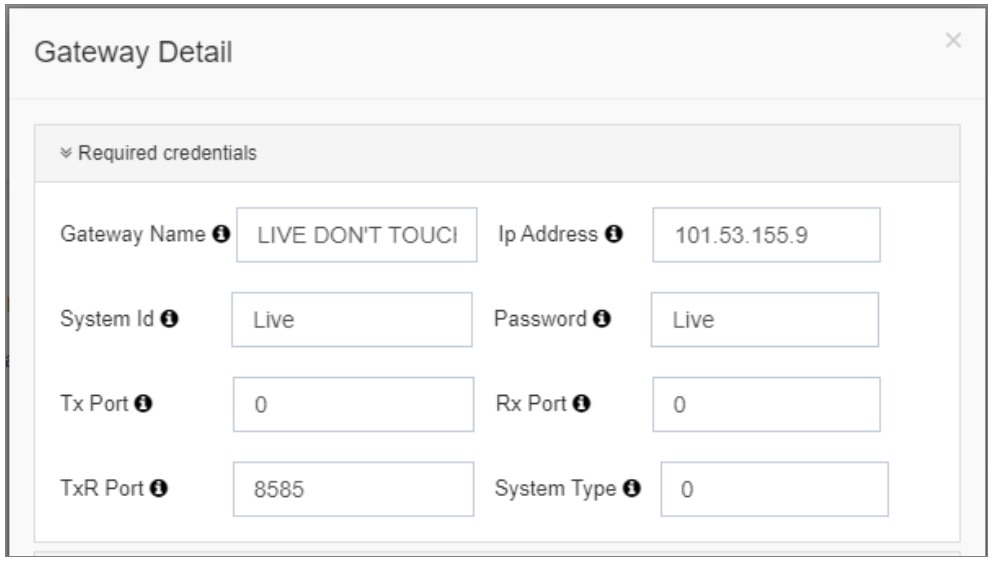 Gateway Detail ×
Required credentials
Gateway Name LIVE DON'T TOUCH Ip Address 101.53.155.9
System Id Live Password Live
Tx Port 0 Rx Port 0
TxR Port 8585 System Type 0